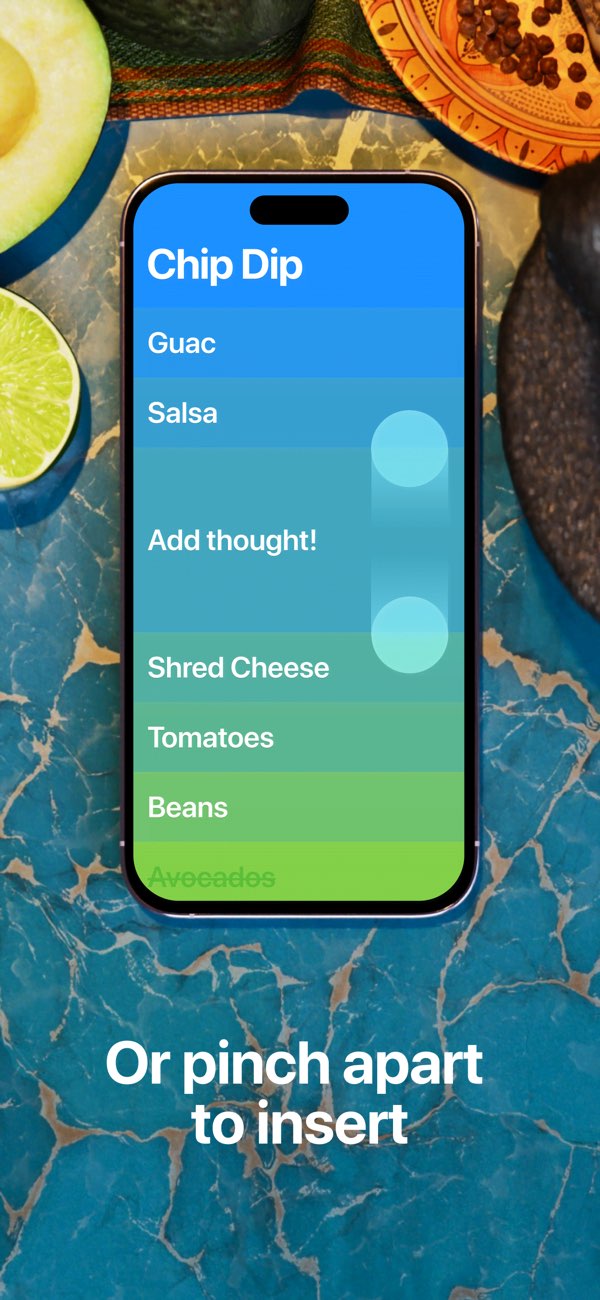 Chip Dip
Guac
Salsa
Add thought!
Shred Cheese
Tomatoes
Beans
Avocados
Or pinch apart
to insert